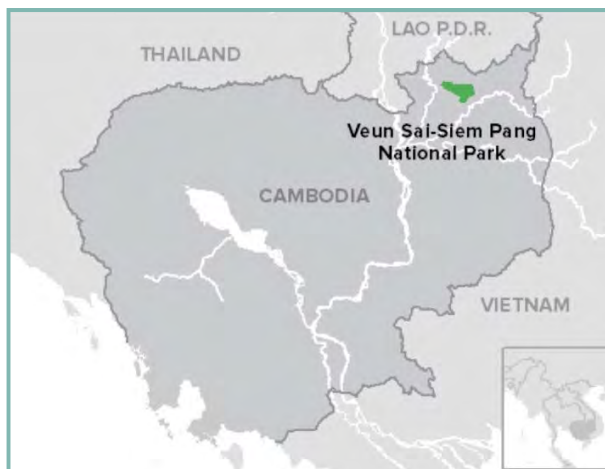 LAO P.D.R.
THAILAND
Veun Sai-Siem Pang
National Park
CAMBODIA
VIETNAM